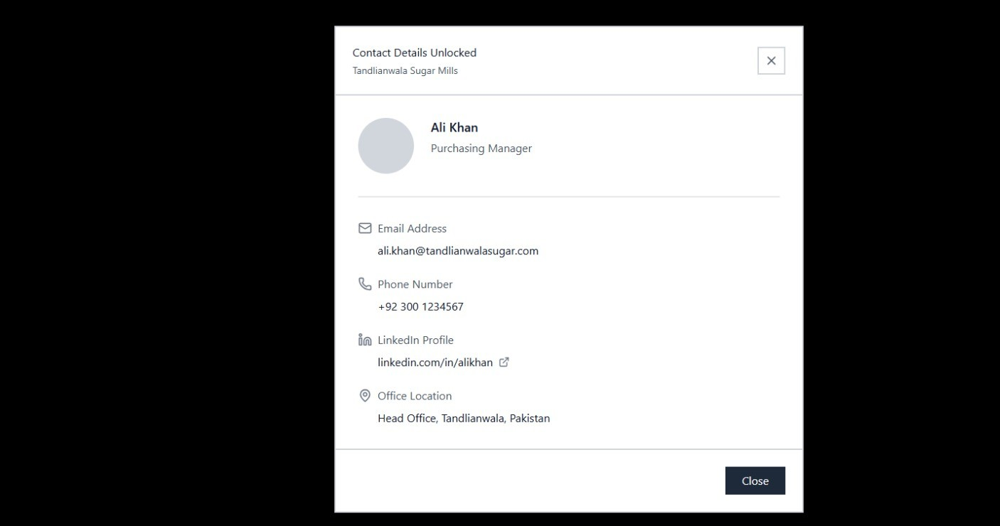 Contact Details Unlocked
Tandlianwala Sugar Mills
Ali Khan
Purchasing Manager
Email Address
ali.khan@tandlianwalasugar.com
Phone Number
+92 300 1234567
LinkedIn Profile
linkedin.com/in/alikhan
Office Location
Head Office, Tandlianwala, Pakistan
Close